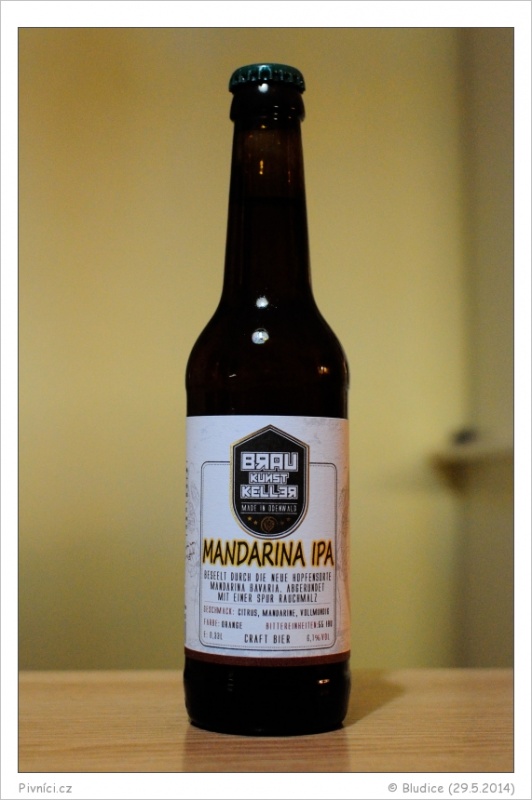 BRAU
KUNST
KELLER
MADE IN ODENWALD
MANDARINA IPA
BESEELT DURCH DIE NEUE HOPFENSORTE
MANDARINA BAVARIA, ABGERUNDET
MIT EINER SPUR RAUCHMALZ
GESCHMACK: CITRUS, MANDARINE, VOLLMUNDIG
FARBE: ORANGE BITTEREINHEITEN:55 EBU
E: 0,33L CRAFT BIER 6,1%VOL
Pivníci.cz © Bludice (29.5.2014)